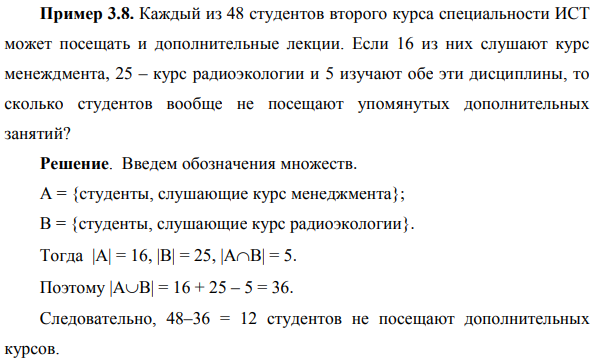 Пример 3.8. Каждый из 48 студентов второго курса специальности ИСТ
может посещать и дополнительные лекции. Если 16 из них слушают курс
менеждмента, 25 – курс радиоэкологии и 5 изучают обе эти дисциплины, то
сколько студентов вообще не посещают упомянутых дополнительных
занятий?
Решение. Введем обозначения множеств.
A = {студенты, слушающие курс менеджмента};
B = {студенты, слушающие курс радиоэкологии}.
Тогда |A| = 16, |B| = 25, |A∩B| = 5.
Поэтому |A∪B| = 16 + 25 – 5 = 36.
Следовательно, 48–36 = 12 студентов не посещают дополнительных
курсов.